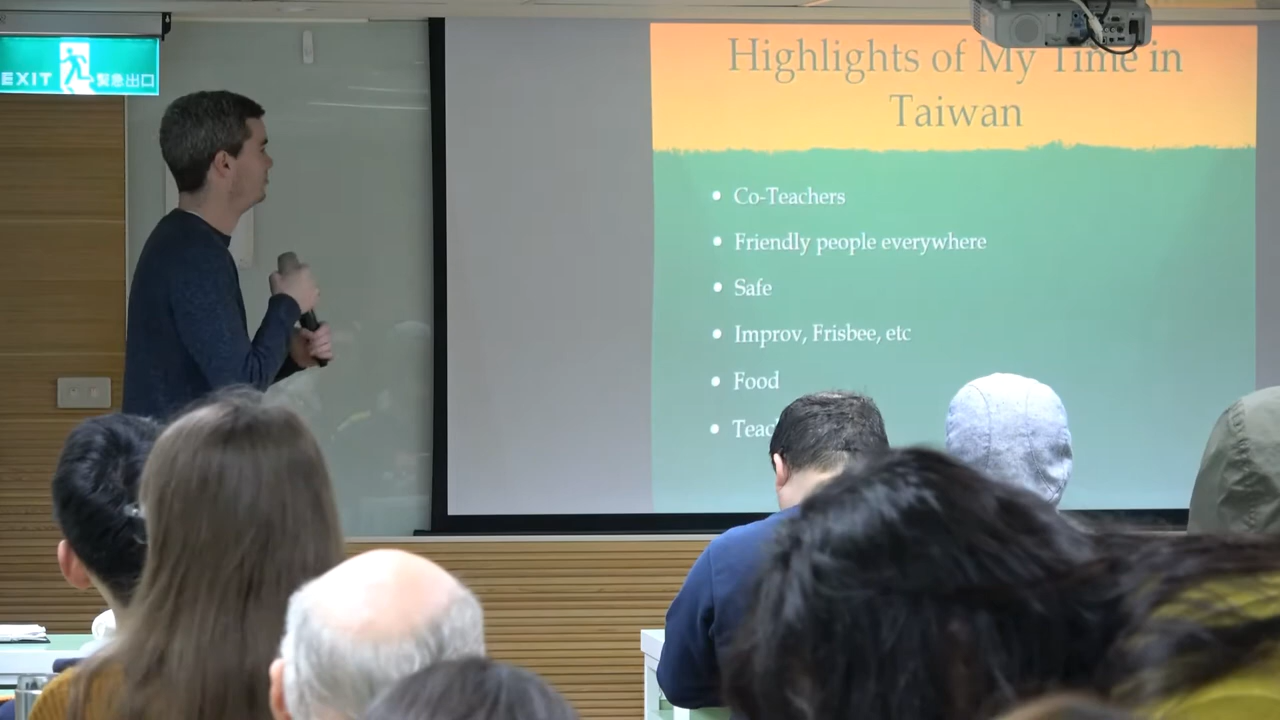 EXIT 緊急出口
Highlights of My Time in
Taiwan
Co-Teachers
Friendly people everywhere
Safe
Improv, Frisbee, etc
Food